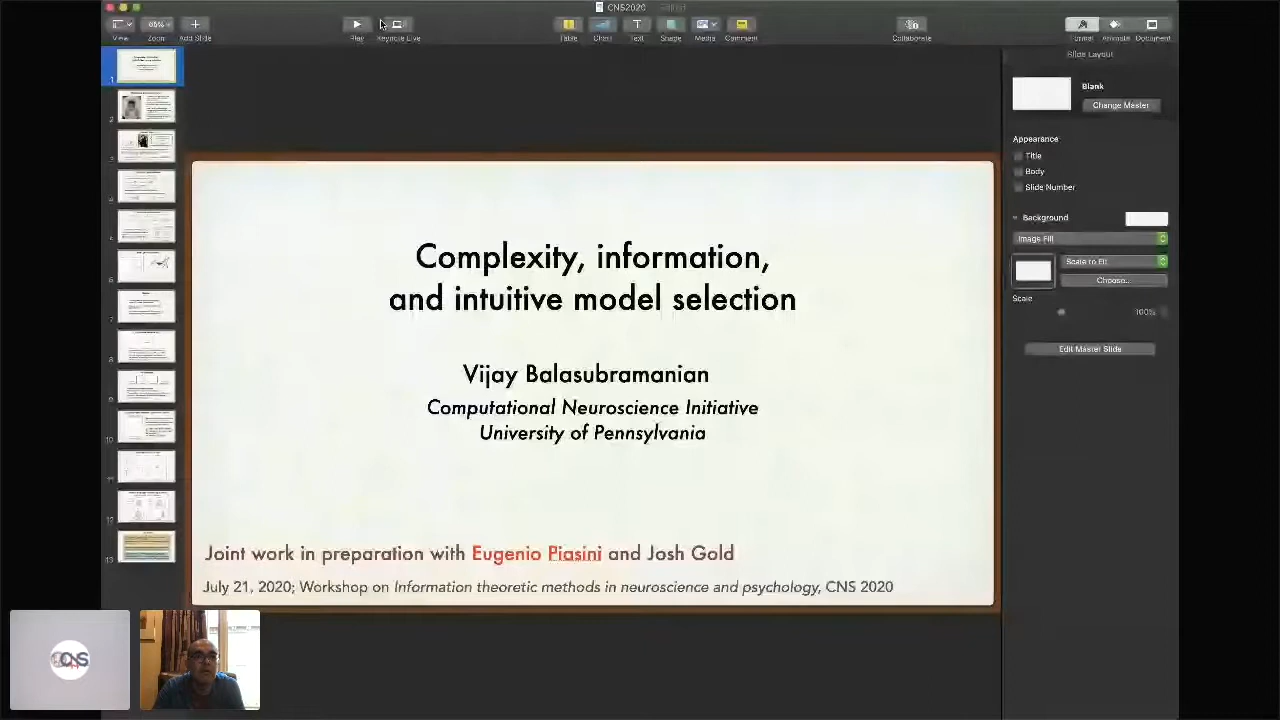 CNS2020
View
Zoom
Add Slide
Play
Keynote Live
Table
Chart
Text
Shape
Media
Comment
Collaborate
Format
Animate
Document
Slide Layout
Blank
Change Master
Appearance
Title
Body
Slide Number
Background
Image Fill
Scale to Fill
Choose...
Scale
100%
Edit Master Slide
Complexity, information,
and intuitive model selection
Vijay Balasubramanian
Computational Neuroscience Initiative
University of Pennsylvania
Joint work in preparation with Eugenio Piasini and Josh Gold
July 21, 2020; Workshop on Information theoretic methods in neuroscience and psychology, CNS 2020
CNS